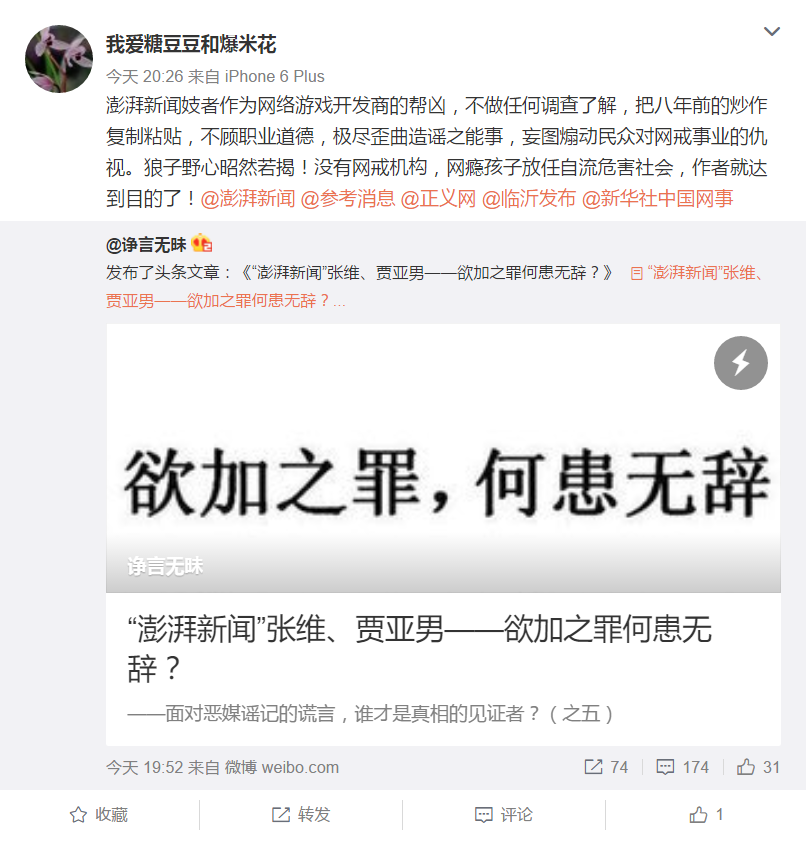 我爱糖豆豆和爆米花
今天 20:26 来自 iPhone 6 Plus
澎湃新闻妓者作为网络游戏开发商的帮凶，不做任何调查了解，把八年前的炒作
复制粘贴，不顾职业道德，极尽歪曲造谣之能事，妄图煽动民众对网戒事业的仇
视。狼子野心昭然若揭！没有网戒机构，网瘾孩子放任自流危害社会，作者就达
到目的了！@澎湃新闻 @参考消息 @正义网 @临沂发布 @新华社中国网事
@诤言无昧
发布了头条文章：《“澎湃新闻”张维、贾亚男——欲加之罪何患无辞？》 “澎湃新闻”张维、
贾亚男——欲加之罪何患无辞？...
欲加之罪，何患无辞
诤言无昧
“澎湃新闻”张维、贾亚男——欲加之罪何患无
辞？
——面对恶媒谣记的谎言，谁才是真相的见证者？（之五）
今天 19:52 来自 微博 weibo.com 74 174 31
收藏 转发 评论 1